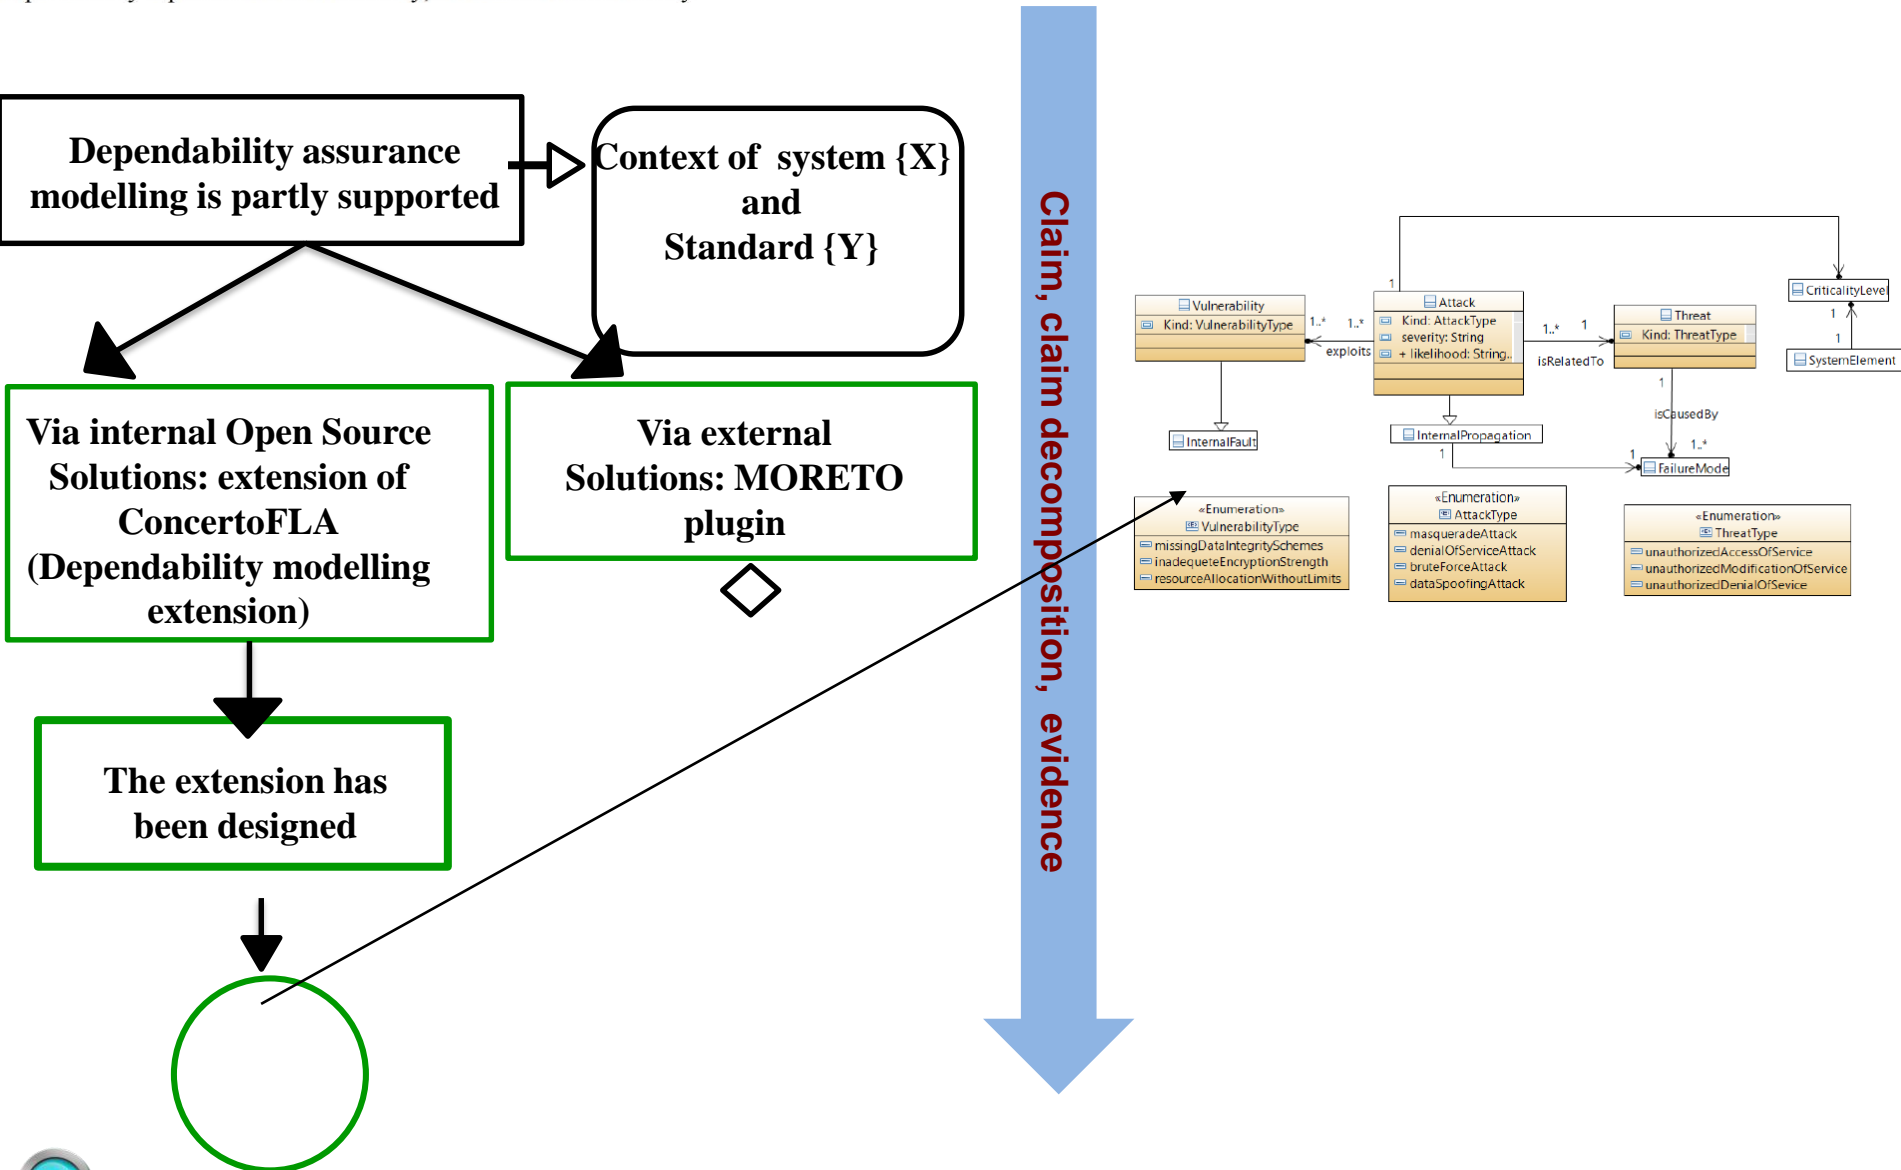 Dependability assurance
modelling is partly supported
Context of system {X}
and
Standard {Y}
Via internal Open Source
Solutions: extension of
ConcertoFLA
(Dependability modelling
extension)
Via external
Solutions: MORETO
plugin
The extension has
been designed
Claim, claim decomposition, evidence
Vulnerability
Kind: VulnerabilityType
1..*
1..*
exploits
1
Attack
Kind: AttackType
severity: String
+ likelihood: String..
1..*
1
isRelatedTo
Threat
Kind: ThreatType
CriticalityLevel
1
1
SystemElement
1
isCausedBy
1..*
InternalFault
InternalPropagation
1
1
FailureMode
«Enumeration»
VulnerabilityType
missingDataIntegritySchemes
inadequeteEncryptionStrength
resourceAllocationWithoutLimits
«Enumeration»
AttackType
masqueradeAttack
denialOfServiceAttack
bruteForceAttack
dataSpoofingAttack
«Enumeration»
ThreatType
unauthorizedAccessOfService
unauthorizedModificationOfService
unauthorizedDenialOfSevice